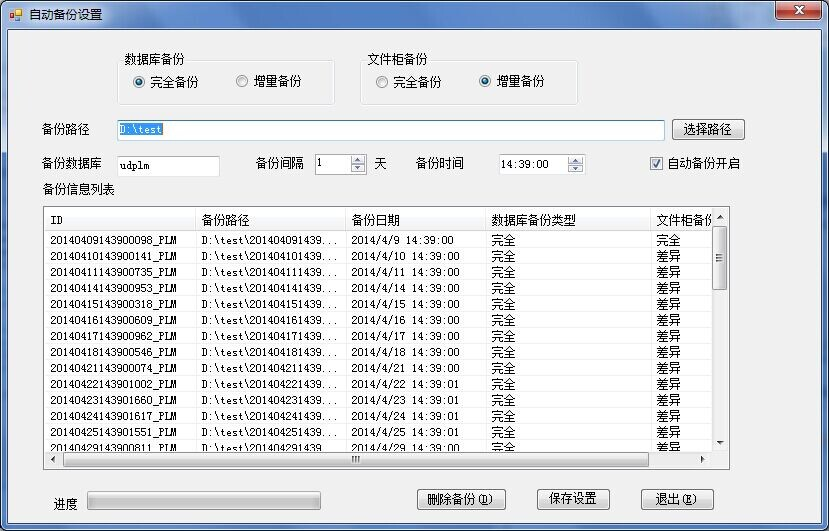 自动备份设置
数据库备份 文件柜备份
完全备份 增量备份 完全备份 增量备份
备份路径 D:\test 选择路径
备份数据库 udplm 备份间隔 1 天 备份时间 14:39:00 自动备份开启
备份信息列表
ID 备份路径 备份日期 数据库备份类型 文件柜备份
20140409143900098_PLM D:\test\201404091439... 2014/4/9 14:39:00 完全 完全
20140410143900141_PLM D:\test\201404101439... 2014/4/10 14:39:00 完全 差异
20140411143900735_PLM D:\test\201404111439... 2014/4/11 14:39:00 完全 差异
20140414143900953_PLM D:\test\201404141439... 2014/4/14 14:39:00 完全 差异
20140415143900318_PLM D:\test\201404151439... 2014/4/15 14:39:00 完全 差异
20140416143900609_PLM D:\test\201404161439... 2014/4/16 14:39:00 完全 差异
20140417143900962_PLM D:\test\201404171439... 2014/4/17 14:39:00 完全 差异
20140418143900546_PLM D:\test\201404181439... 2014/4/18 14:39:00 完全 差异
20140421143900074_PLM D:\test\201404211439... 2014/4/21 14:39:00 完全 差异
20140422143901002_PLM D:\test\201404221439... 2014/4/22 14:39:01 完全 差异
20140423143901660_PLM D:\test\201404231439... 2014/4/23 14:39:01 完全 差异
20140424143901617_PLM D:\test\201404241439... 2014/4/24 14:39:01 完全 差异
20140425143901551_PLM D:\test\201404251439... 2014/4/25 14:39:01 完全 差异
20140429143900811_PLM D:\test\201404291439... 2014/4/29 14:39:00 完全 差异
进度 删除备份(D) 保存设置 退出(E)